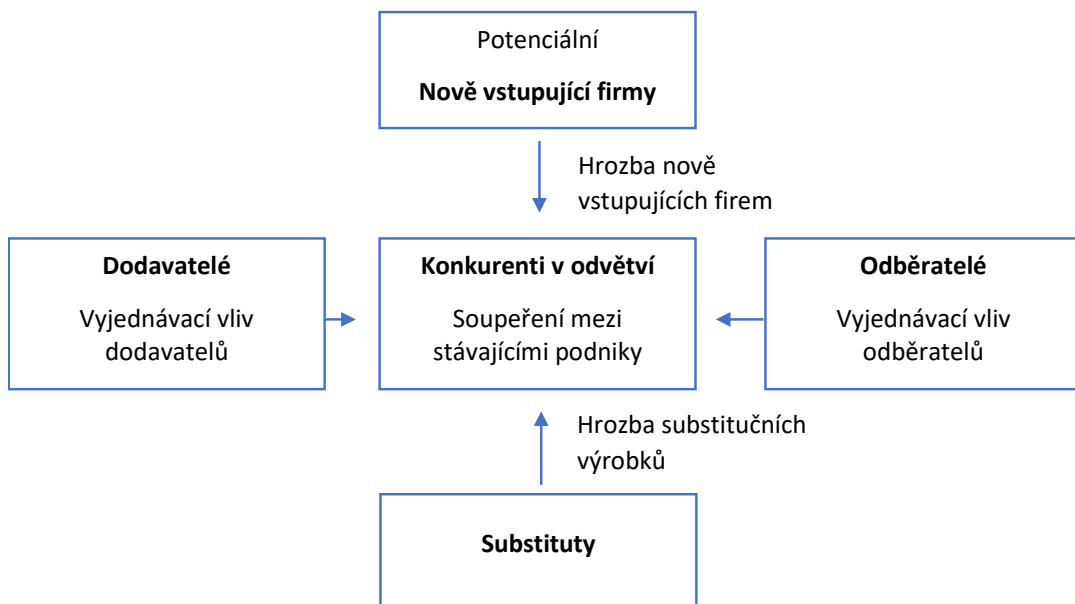 Potenciální
Nově vstupující firmy
Hrozba nově
vstupujících firem
Dodavatelé
Vyjednávací vliv
dodavatelů
Konkurenti v odvětví
Soupeření mezi
stávajícími podniky
Odběratelé
Vyjednávací vliv
odběratelů
Hrozba substitučních
výrobků
Substituty